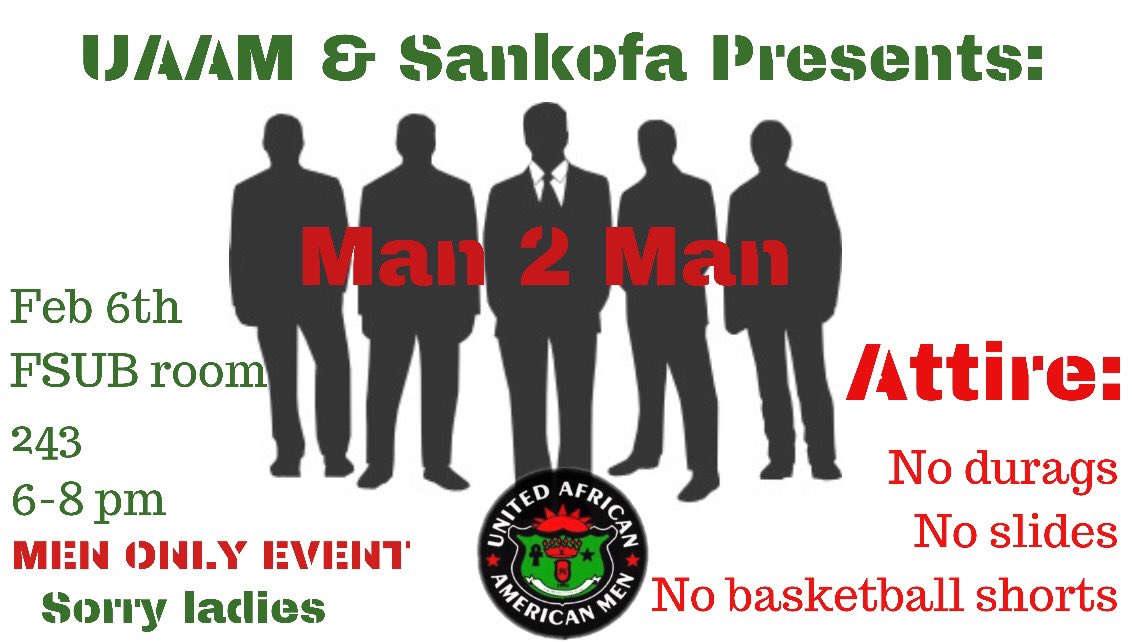 UAAM & Sankofa Presents:
Man 2 Man
Feb 6th
FSUB room
243
6-8 pm
MEN ONLY EVENT
Sorry ladies
Attire:
No durags
No slides
No basketball shorts
UNITED AFRICAN
AMERICAN MEN